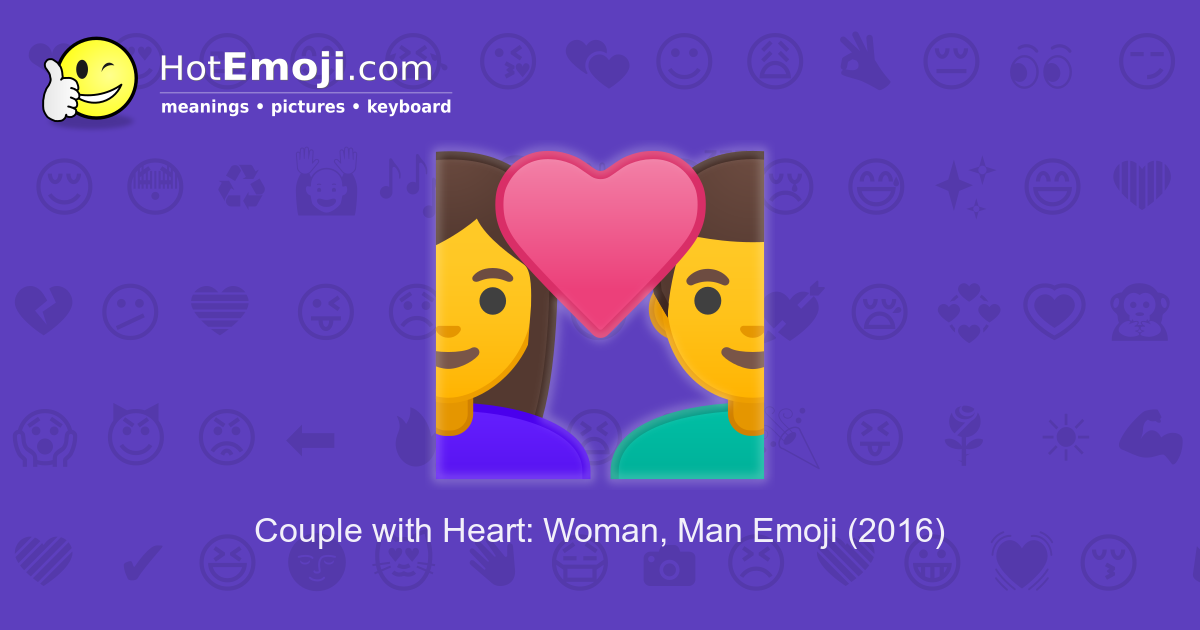 HotEmoji.com
meanings • pictures • keyboard
Couple with Heart: Woman, Man Emoji (2016)